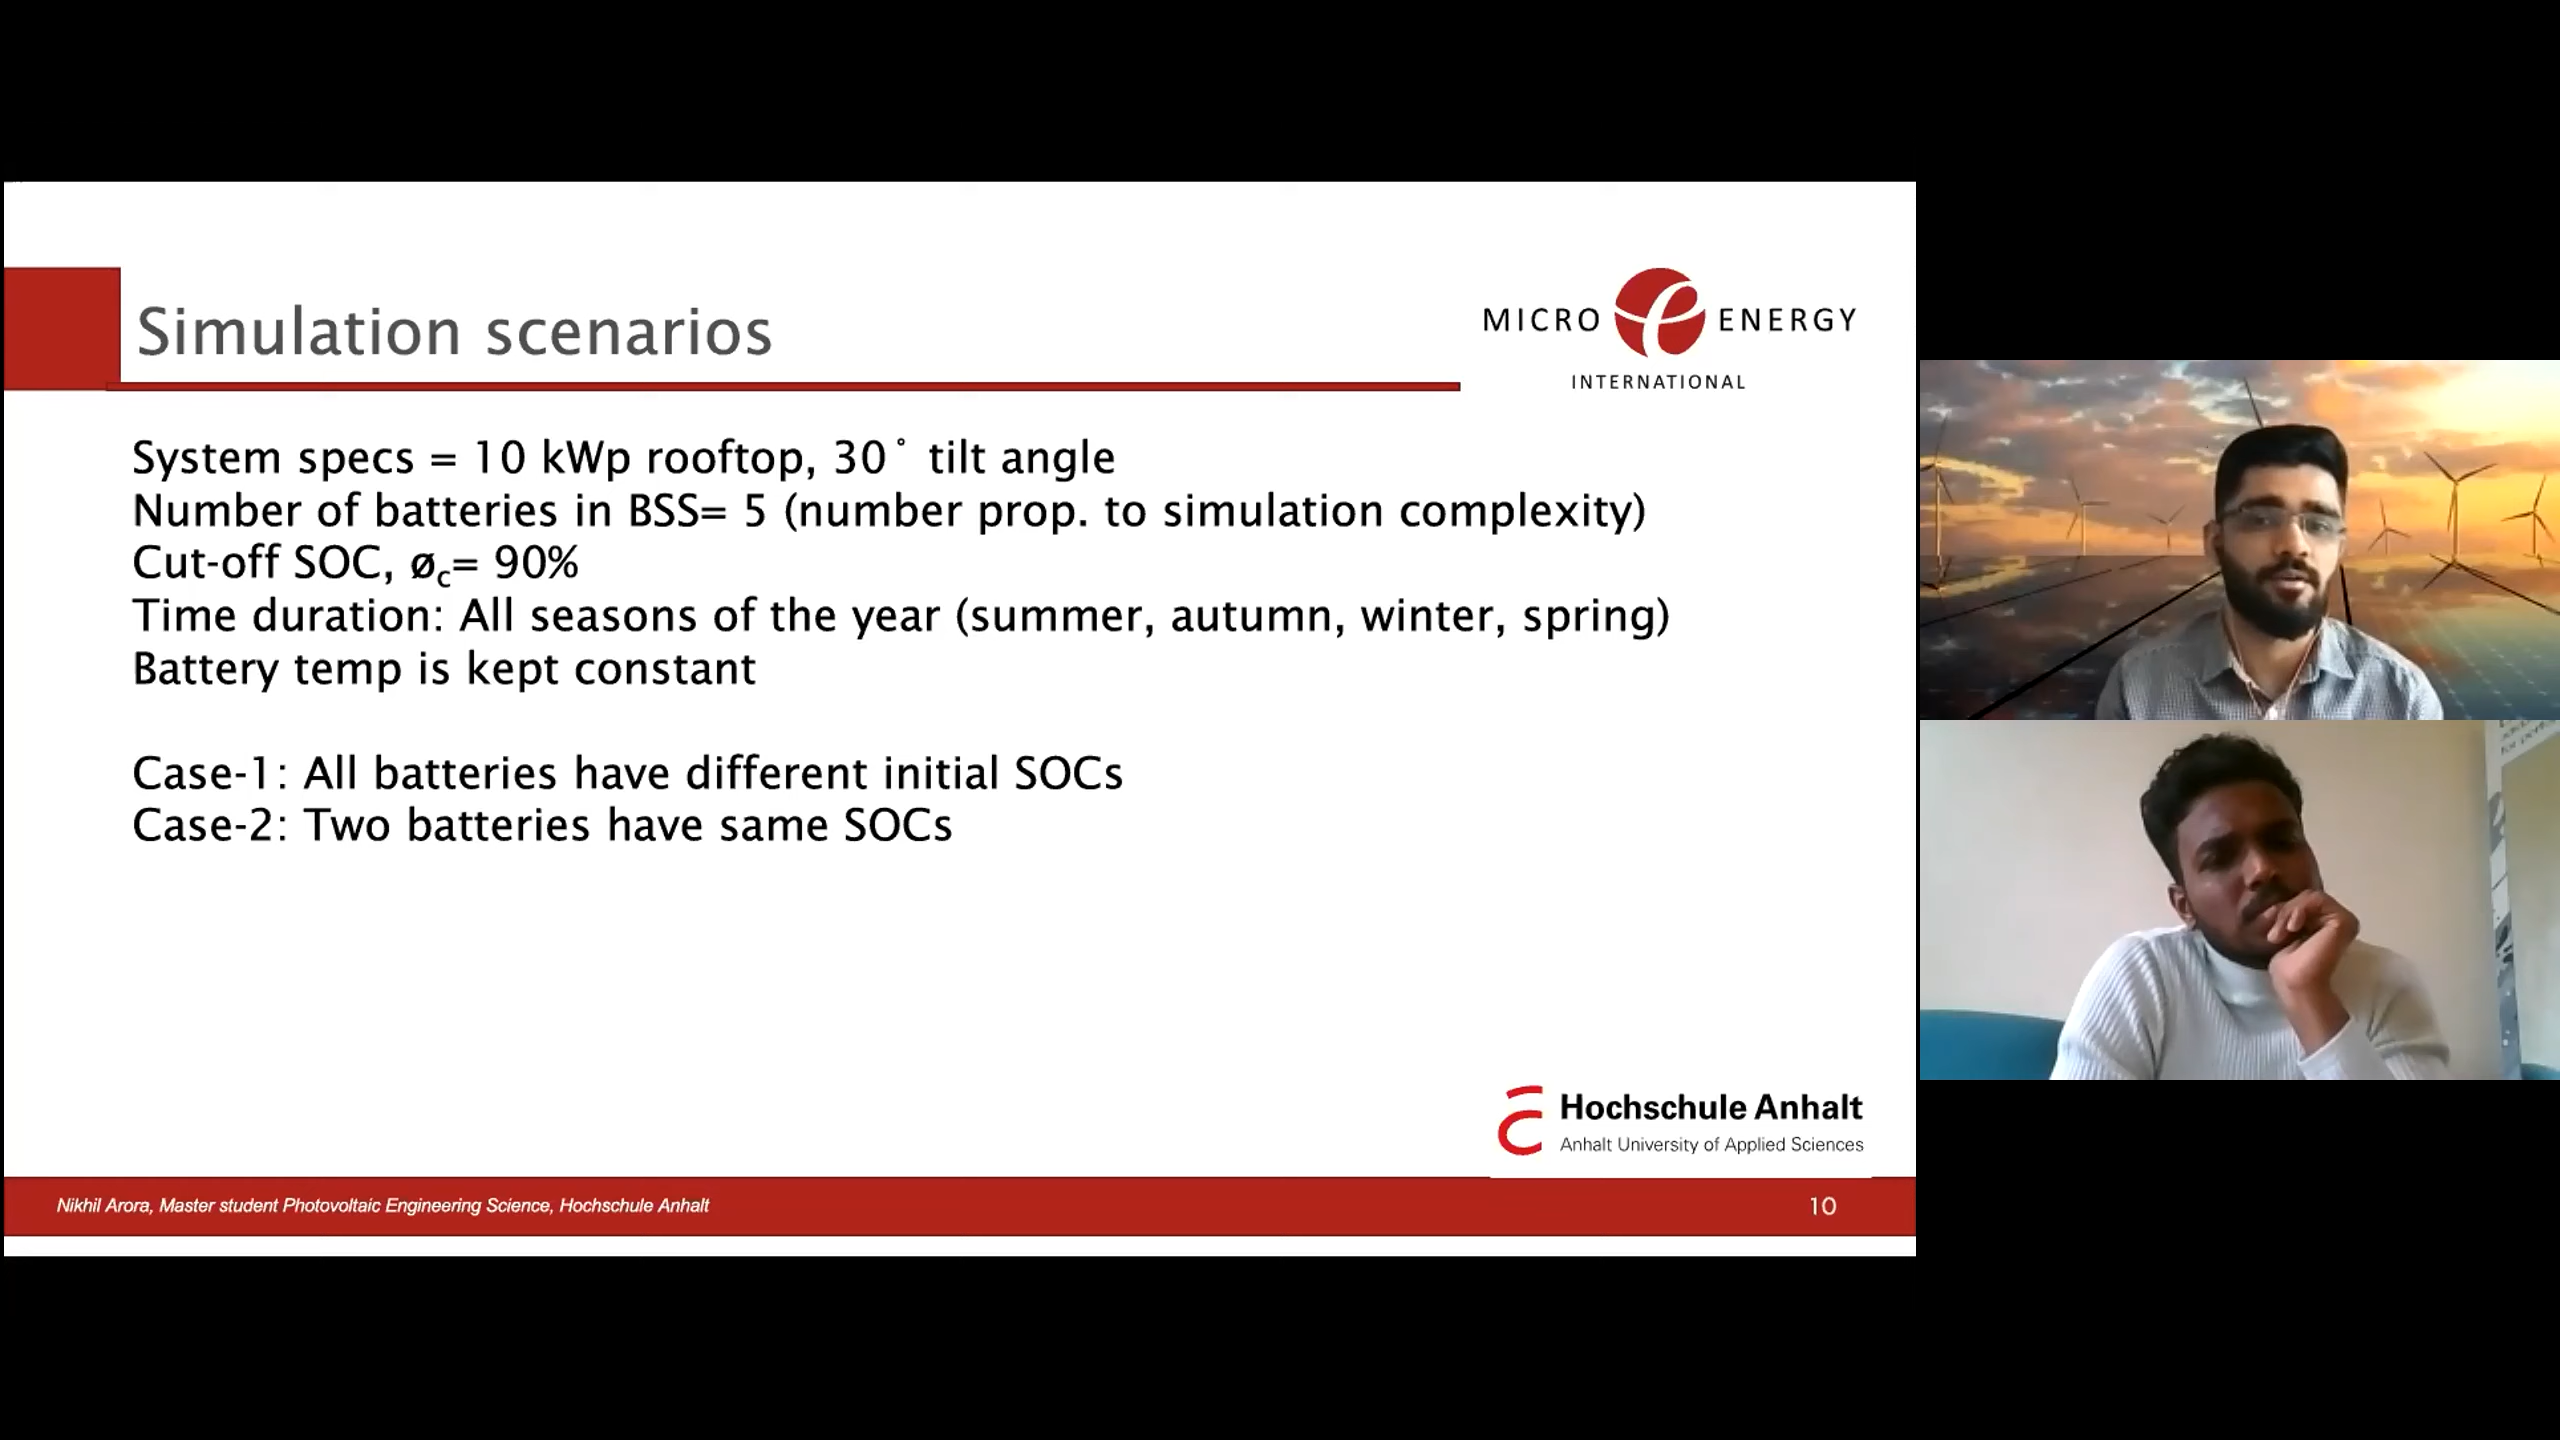 Simulation scenarios
MICRO ENERGY
INTERNATIONAL
System specs = 10 kWp rooftop, 30˚ tilt angle
Number of batteries in BSS= 5 (number prop. to simulation complexity)
Cut-off SOC, øc= 90%
Time duration: All seasons of the year (summer, autumn, winter, spring)
Battery temp is kept constant
Case-1: All batteries have different initial SOCs
Case-2: Two batteries have same SOCs
Hochschule Anhalt
Anhalt University of Applied Sciences
Nikhil Arora, Master student Photovoltaic Engineering Science, Hochschule Anhalt
10